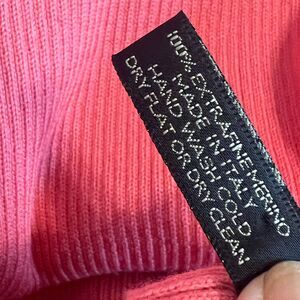 100% EXTRAFINE MERINO
MADE IN ITALY
HAND WASH COLD
DRY FLAT OR DRY CLEAN